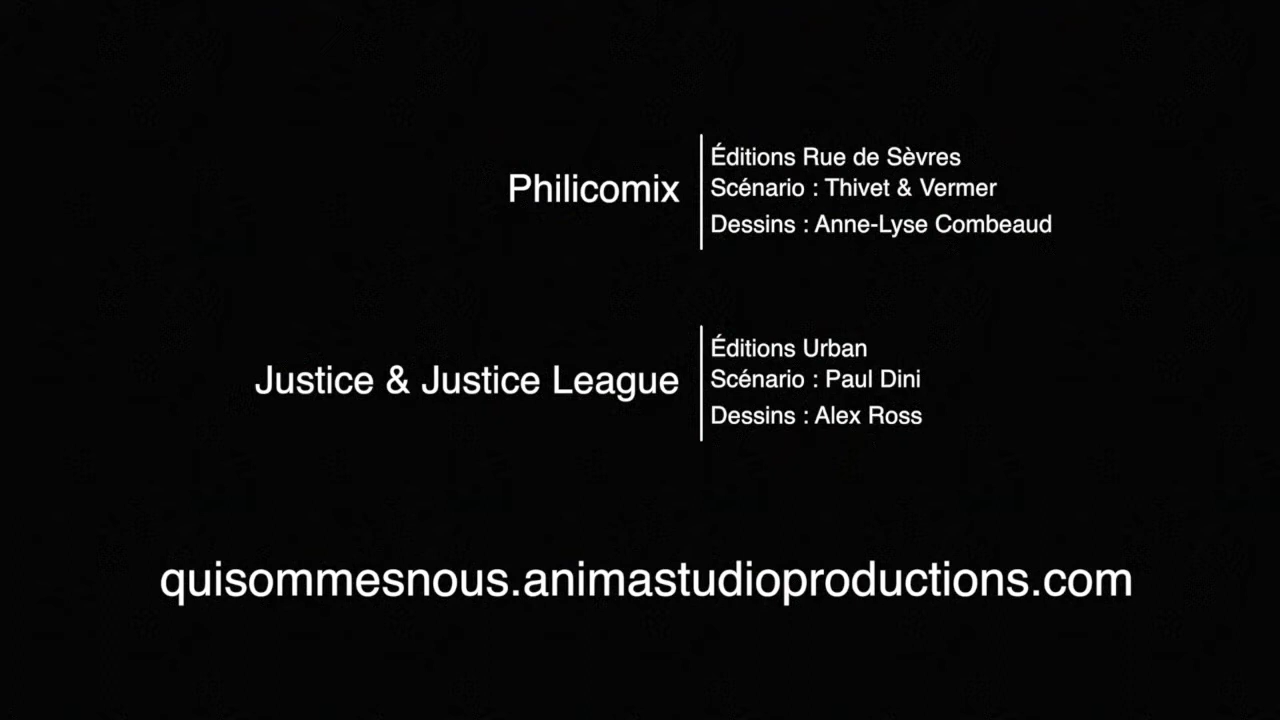 Philicomix
Éditions Rue de Sèvres
Scénario : Thivet & Vermer
Dessins : Anne-Lyse Combeaud
Justice & Justice League
Éditions Urban
Scénario : Paul Dini
Dessins : Alex Ross
quisommesnous.animastudioproductions.com